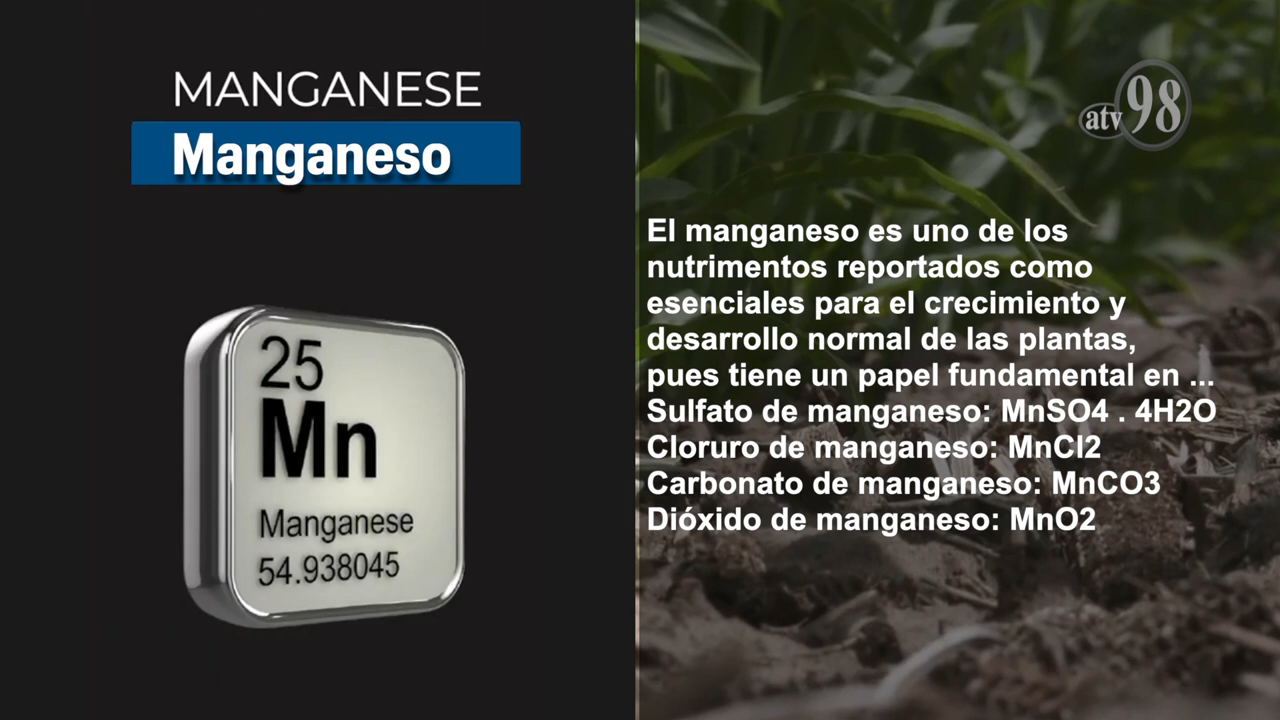 MANGANESE
Manganeso
25
Mn
Manganese
54.938045
atv 98
El manganeso es uno de los
nutrimentos reportados como
esenciales para el crecimiento y
desarrollo normal de las plantas,
pues tiene un papel fundamental en ...
Sulfato de manganeso: MnSO4 . 4H2O
Cloruro de manganeso: MnCl2
Carbonato de manganeso: MnCO3
Dióxido de manganeso: MnO2